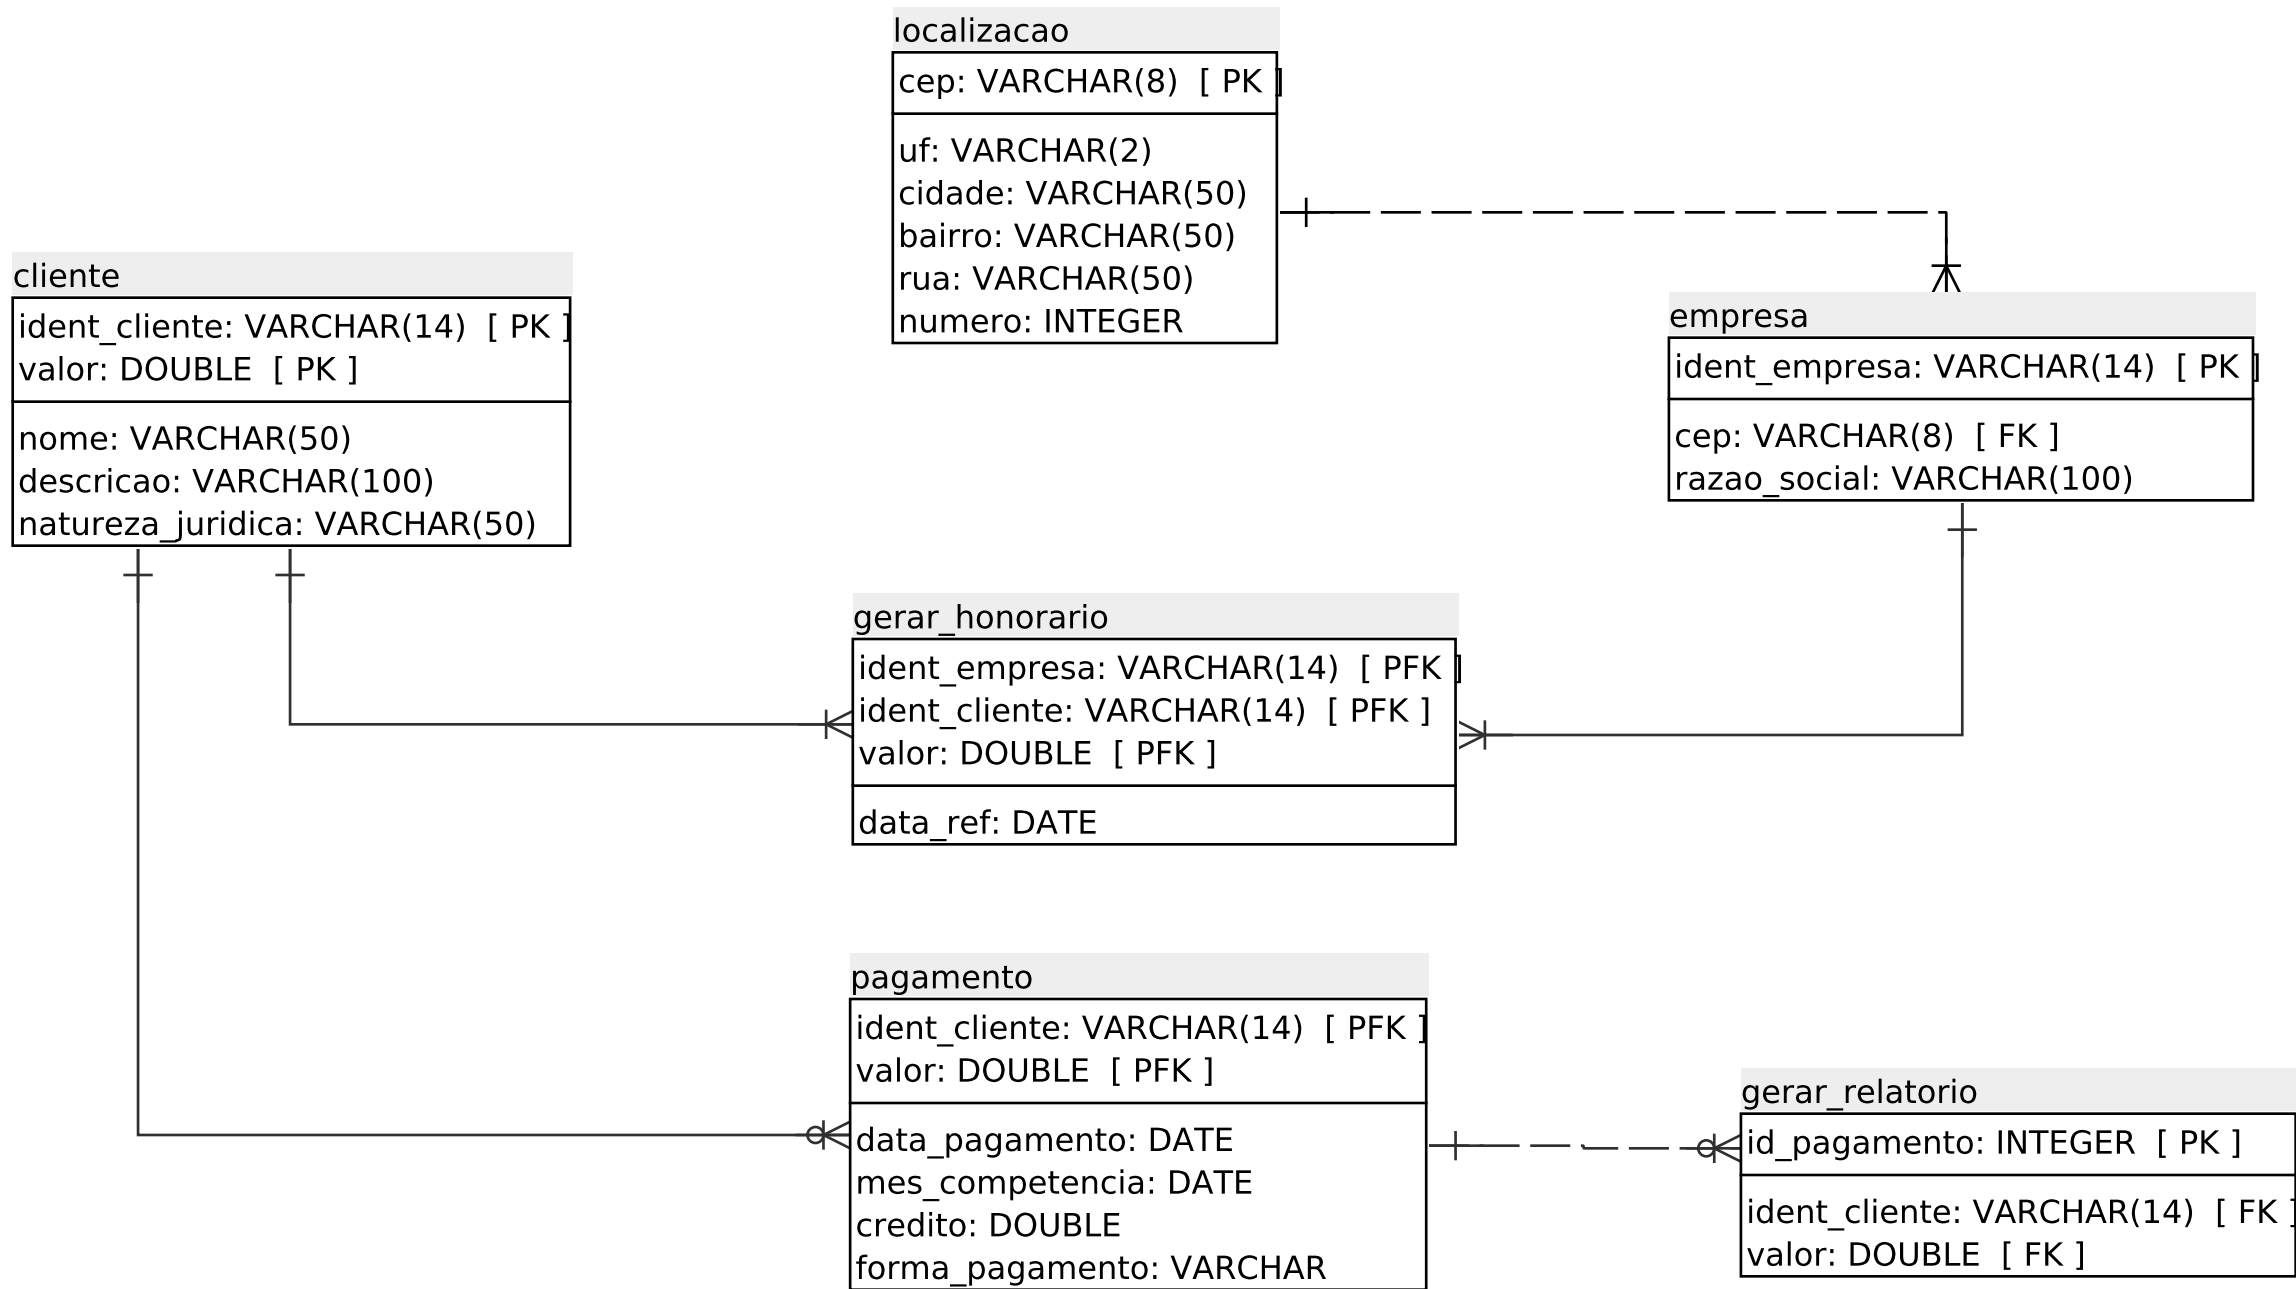 localizacao
cep: VARCHAR(8) [ PK ]
uf: VARCHAR(2)
cidade: VARCHAR(50)
bairro: VARCHAR(50)
rua: VARCHAR(50)
numero: INTEGER
cliente
ident_cliente: VARCHAR(14) [ PK ]
valor: DOUBLE [ PK ]
nome: VARCHAR(50)
descricao: VARCHAR(100)
natureza_juridica: VARCHAR(50)
empresa
ident_empresa: VARCHAR(14) [ PK ]
cep: VARCHAR(8) [ FK ]
razao_social: VARCHAR(100)
gerar_honorario
ident_empresa: VARCHAR(14) [ PFK ]
ident_cliente: VARCHAR(14) [ PFK ]
valor: DOUBLE [ PFK ]
data_ref: DATE
pagamento
ident_cliente: VARCHAR(14) [ PFK ]
valor: DOUBLE [ PFK ]
data_pagamento: DATE
mes_competencia: DATE
credito: DOUBLE
forma_pagamento: VARCHAR
gerar_relatorio
id_pagamento: INTEGER [ PK ]
ident_cliente: VARCHAR(14) [ FK ]
valor: DOUBLE [ FK ]